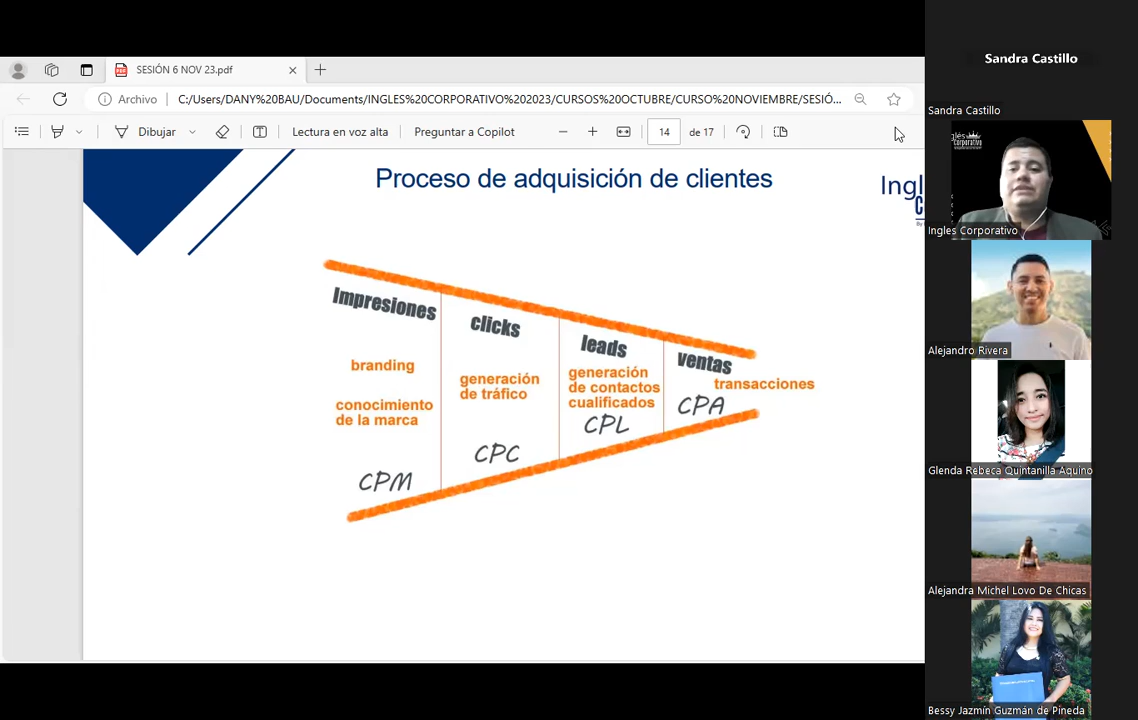 SESIÓN 6 NOV 23.pdf
Archivo
C:/Users/DANY%20BAU/Documents/INGLES%20CORPORATIVO%202023/CURSOS%20OCTUBRE/CURSO%20NOVIEMBRE/SESIÓ...
Dibujar
Lectura en voz alta
Preguntar a Copilot
14
de 17
Proceso de adquisición de clientes
Ingl
Impresiones
clicks
leads
ventas
branding
conocimiento
de la marca
generación
de tráfico
generación
de contactos
cualificados
transacciones
CPM
CPC
CPL
CPA
Sandra Castillo
Sandra Castillo
Ingles Corporativo
Alejandro Rivera
Glenda Rebeca Quintanilla Aquino
Alejandra Michel Lovo De Chicas
Bessy Jazmín Guzmán de Pineda